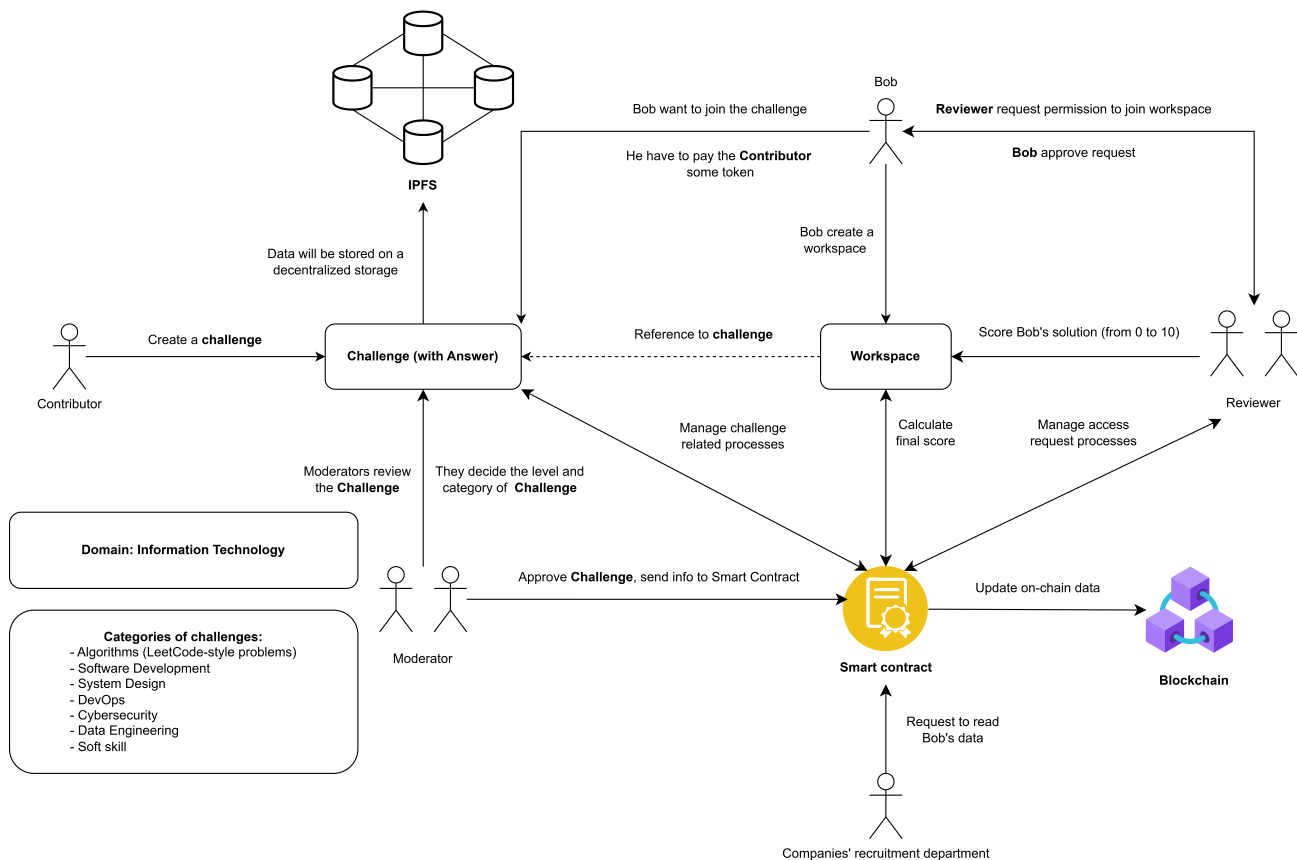 Bob
Bob want to join the challenge
He have to pay the Contributor
some token
Reviewer request permission to join workspace
Bob approve request
IPFS
Data will be stored on a
decentralized storage
Bob create a
workspace
Create a challenge
Contributor
Challenge (with Answer)
Reference to challenge
Workspace
Score Bob's solution (from 0 to 10)
Reviewer
Moderators review
the Challenge
They decide the level and
category of Challenge
Manage challenge
related processes
Calculate
final score
Manage access
request processes
Domain: Information Technology
Categories of challenges:
- Algorithms (LeetCode-style problems)
- Software Development
- System Design
- DevOps
- Cybersecurity
- Data Engineering
- Soft skill
Moderator
Approve Challenge, send info to Smart Contract
Smart contract
Update on-chain data
Blockchain
Request to read
Bob's data
Companies' recruitment department